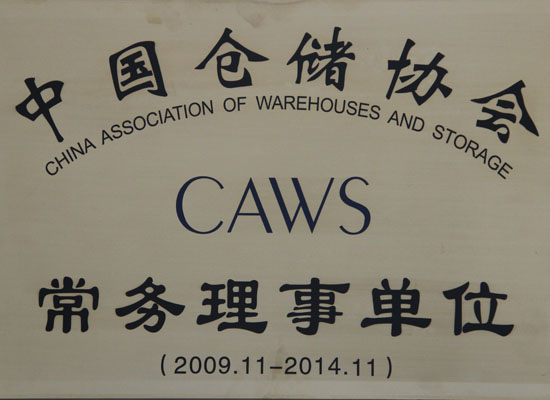 中国仓储协会
CHINA ASSOCIATION OF WAREHOUSES AND STORAGE
CAWS
常务理事单位
(2009.11-2014.11)